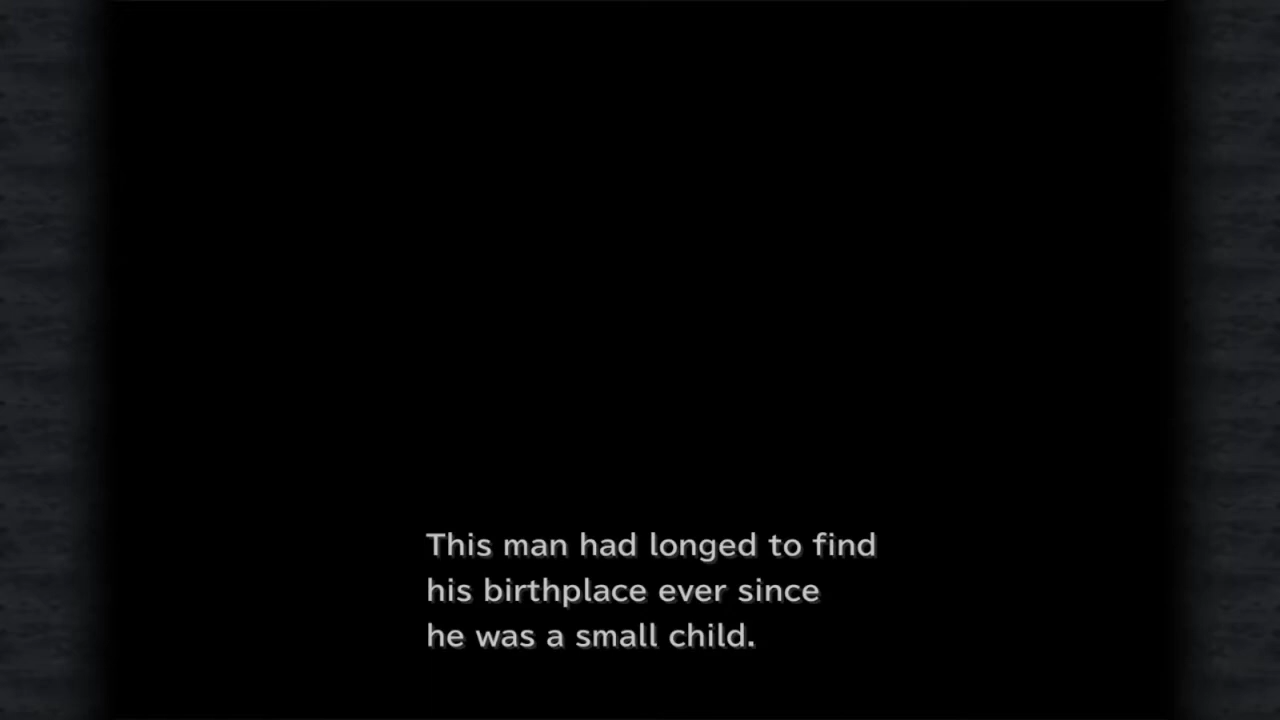 This man had longed to find
his birthplace ever since
he was a small child.